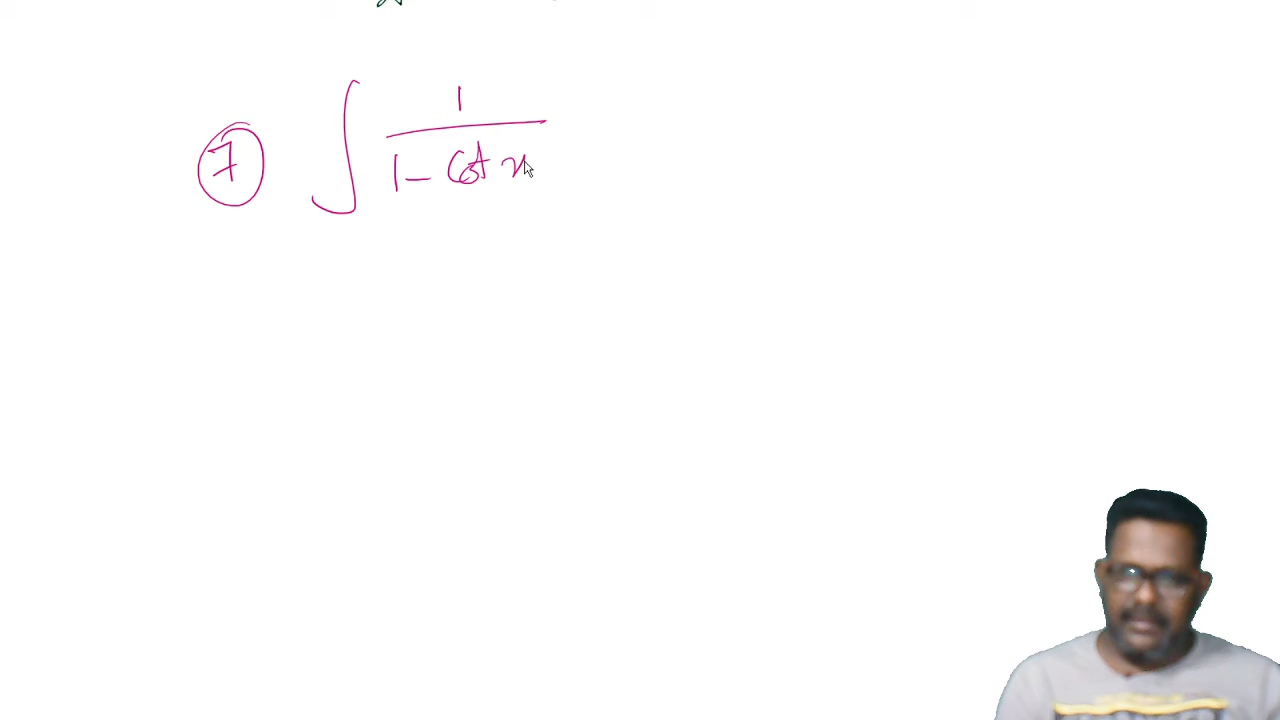 7 ∫ 1 / 1 - Cot x